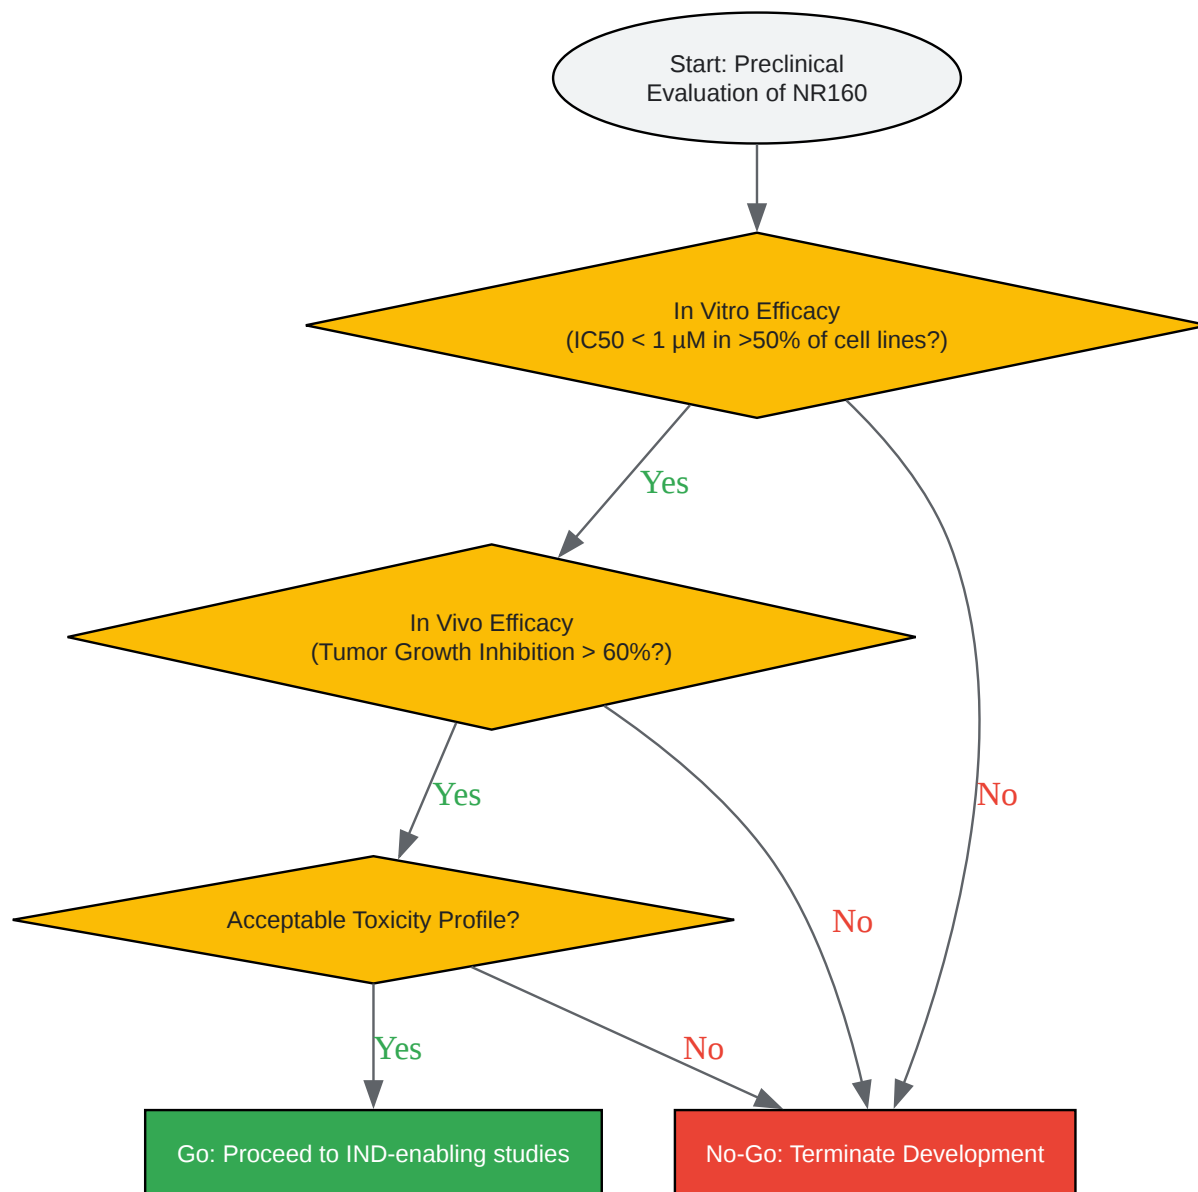 Start: Preclinical
Evaluation of NR160
In Vitro Efficacy
(IC50 < 1 µM in >50% of cell lines?)
Yes
In Vivo Efficacy
(Tumor Growth Inhibition > 60%?)
Yes
No
Acceptable Toxicity Profile?
No
Yes
No
Go: Proceed to IND-enabling studies
No-Go: Terminate Development